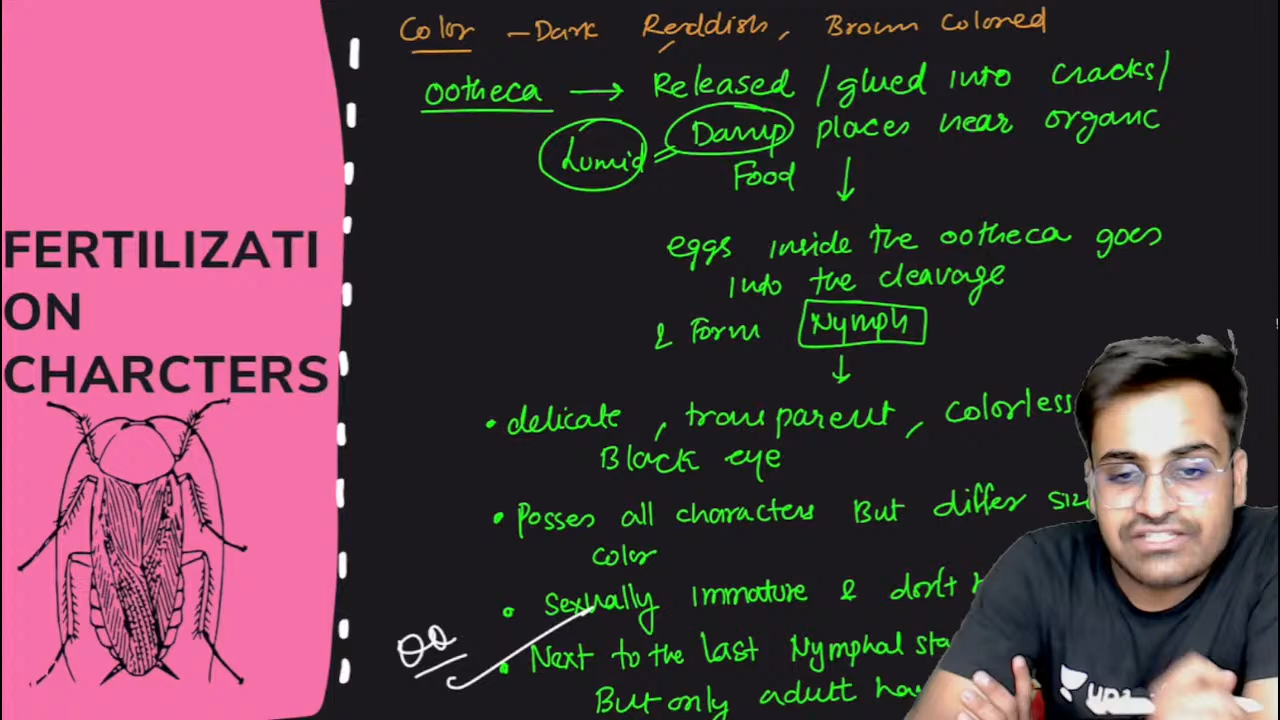 Color - Dark Reddish, Brown Colored
ootheca → Released / glued into cracks/
Humid = Damp places near organic
Food
↓
eggs inside the ootheca goes
into the cleavage
& Form Nymph
↓
• delicate, transparent, colorless
Black eye
• Posses all characters But differ
color
• Sexually immature & don't
• Next to the last Nymphal
But only adult
FERTILIZATI
ON
CHARCTERS